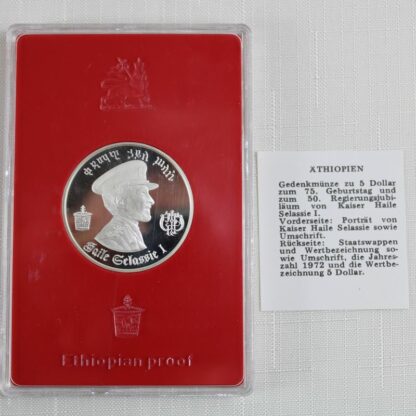 Haile Selassie I
Ethiopian proof
ÄTHIOPIEN
Gedenkmünze zu 5 Dollar
zum 75. Geburtstag und
zum 50. Regierungsjubi-
läum von Kaiser Haile
Selassie I.
Vorderseite: Porträt von
Kaiser Haile Selassie sowie
Umschrift.
Rückseite: Staatswappen
und Wertbezeichnung so-
wie Umschrift, die Jahres-
zahl 1972 und die Wertbe-
zeichnung 5 Dollar.